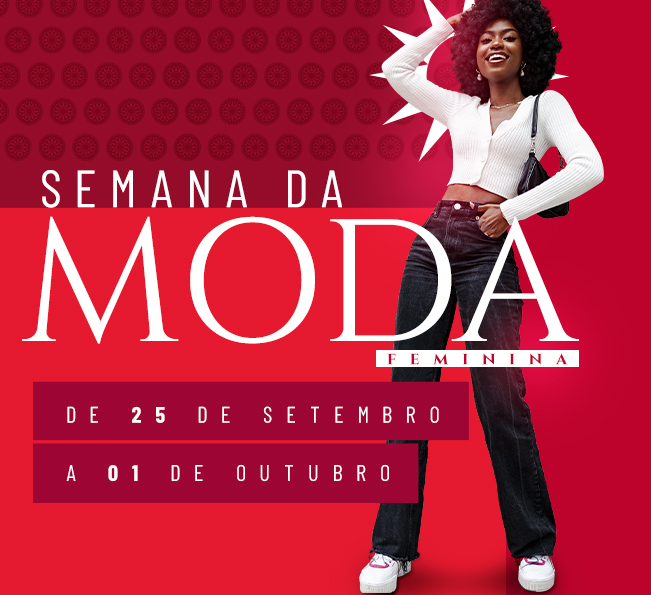 SEMANA DA
MODA
FEMININA
DE 25 DE SETEMBRO
A 01 DE OUTUBRO